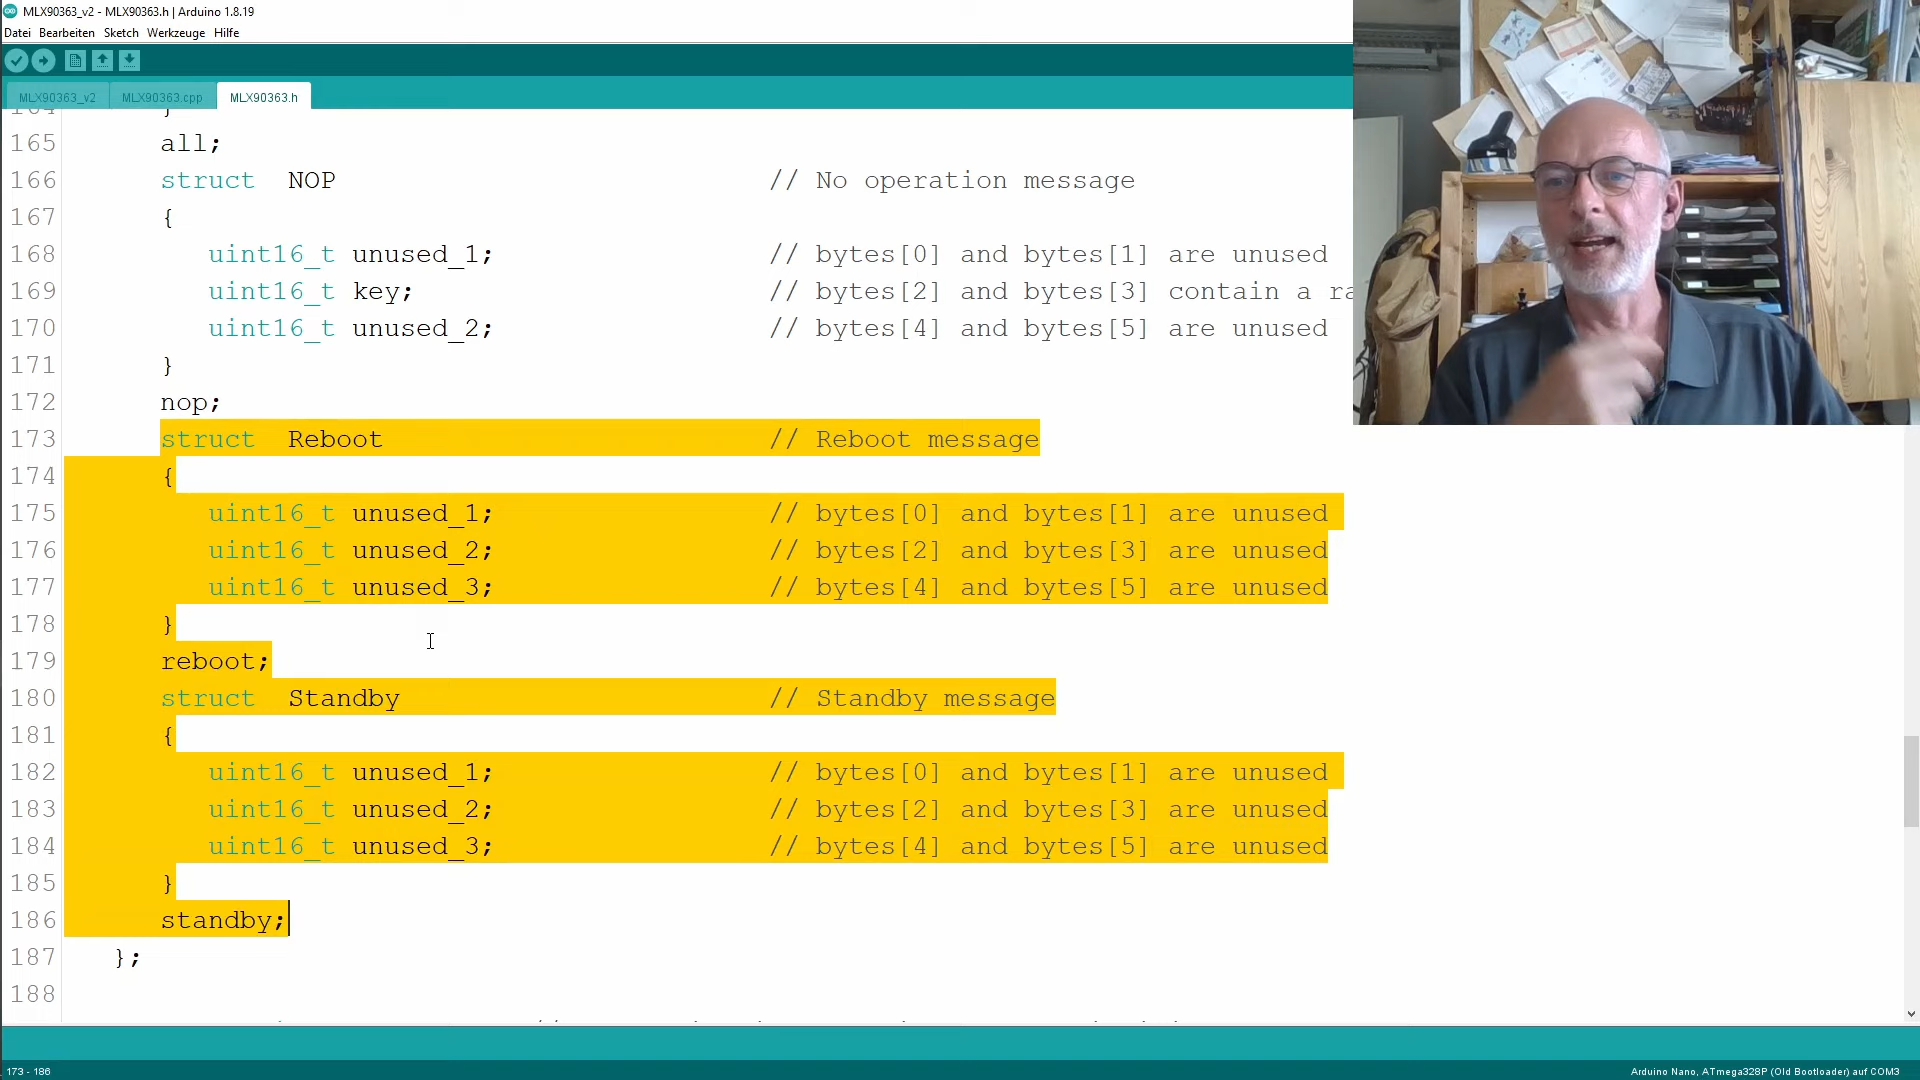 MLX90363_v2 - MLX90363.h | Arduino 1.8.19
Datei Bearbeiten Sketch Werkzeuge Hilfe
MLX90363_v2 MLX90363.cpp MLX90363.h
164 }
165 all;
166 struct NOP // No operation message
167 {
168 uint16_t unused_1; // bytes[0] and bytes[1] are unused
169 uint16_t key; // bytes[2] and bytes[3] contain a ra
170 uint16_t unused_2; // bytes[4] and bytes[5] are unused
171 }
172 nop;
173 struct Reboot // Reboot message
174 {
175 uint16_t unused_1; // bytes[0] and bytes[1] are unused
176 uint16_t unused_2; // bytes[2] and bytes[3] are unused
177 uint16_t unused_3; // bytes[4] and bytes[5] are unused
178 }
179 reboot;
180 struct Standby // Standby message
181 {
182 uint16_t unused_1; // bytes[0] and bytes[1] are unused
183 uint16_t unused_2; // bytes[2] and bytes[3] are unused
184 uint16_t unused_3; // bytes[4] and bytes[5] are unused
185 }
186 standby;
187 };
188
173 - 186 Arduino Nano, ATmega328P (Old Bootloader) auf COM3